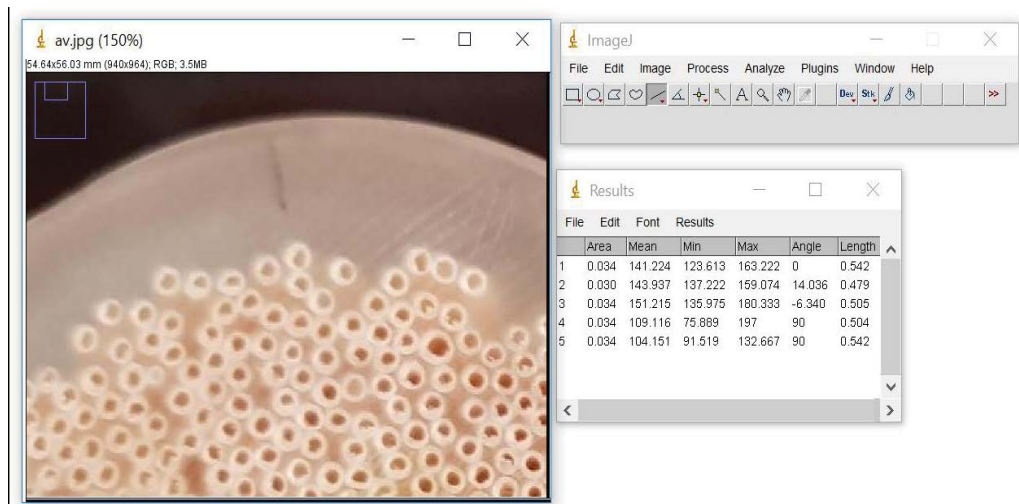 av.jpg (150%)
54.64x56.03 mm (940x964); RGB; 3.5MB
ImageJ
File Edit Image Process Analyze Plugins Window Help
A Dev Stk >>
Results
File Edit Font Results
Area Mean Min Max Angle Length
1 0.034 141.224 123.613 163.222 0 0.542
2 0.030 143.937 137.222 159.074 14.036 0.479
3 0.034 151.215 135.975 180.333 -6.340 0.505
4 0.034 109.116 75.889 197 90 0.504
5 0.034 104.151 91.519 132.667 90 0.542